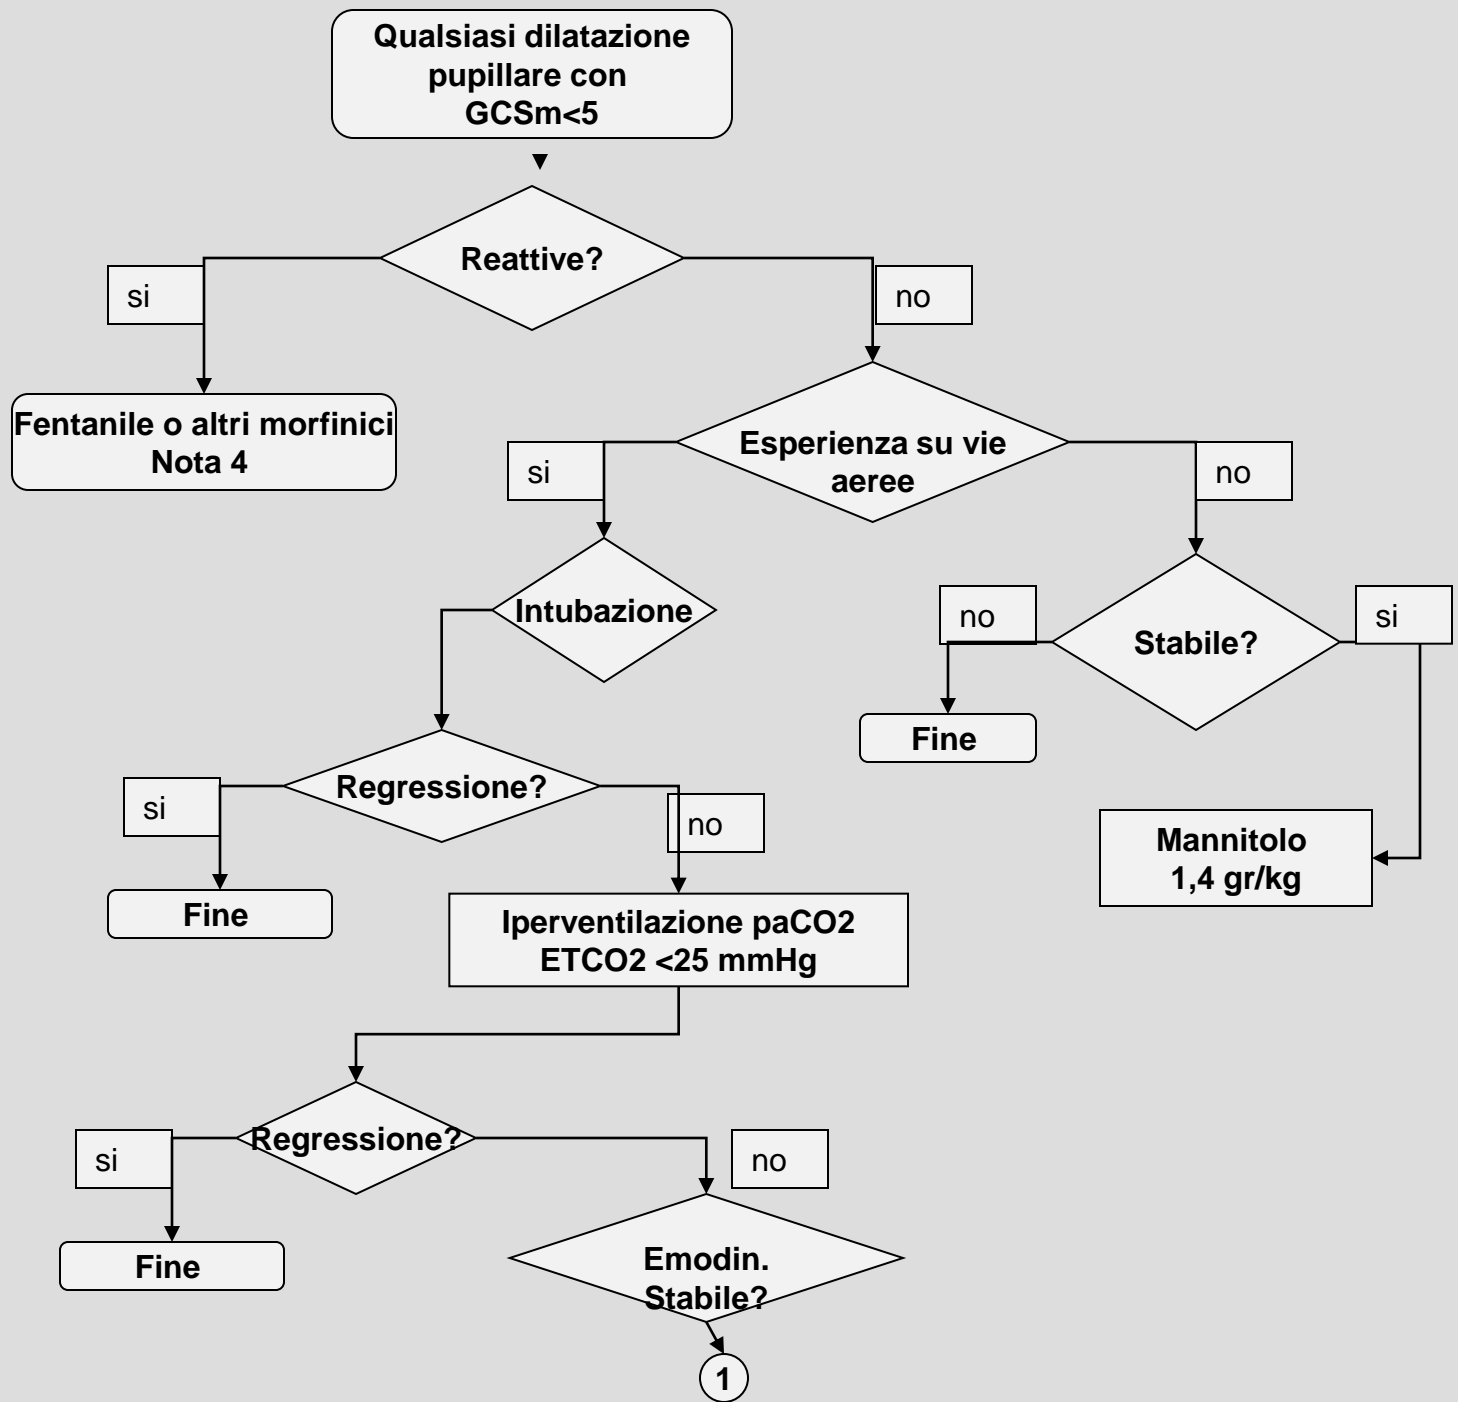 Qualsiasi dilatazione
pupillare con
GCSm<5
Reattive?
si
no
Fentanile o altri morfinici
Nota 4
Esperienza su vie
aeree
si
no
Intubazione
no
Stabile?
si
Fine
Regressione?
si
no
Mannitolo
1,4 gr/kg
Fine
Iperventilazione paCO2
ETCO2 <25 mmHg
Regressione?
si
no
Fine
Emodin.
Stabile?
1